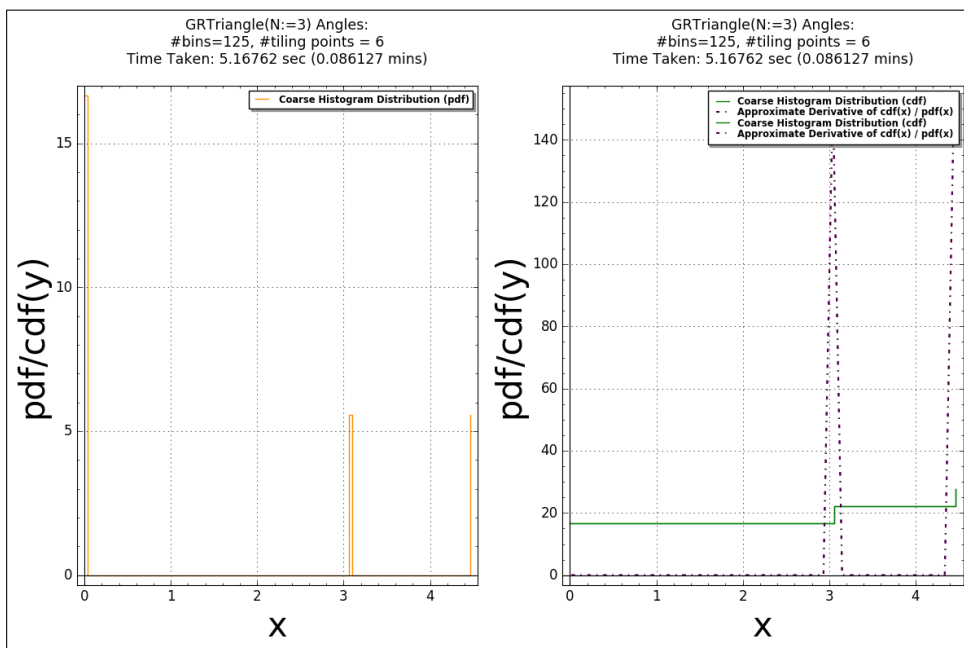 GRTriangle(N:=3) Angles:
#bins=125, #tiling points = 6
Time Taken: 5.16762 sec (0.086127 mins)
Coarse Histogram Distribution (pdf)
pdf/cdf(y)
15
10
5
0
0 1 2 3 4
x
GRTriangle(N:=3) Angles:
#bins=125, #tiling points = 6
Time Taken: 5.16762 sec (0.086127 mins)
Coarse Histogram Distribution (cdf)
Approximate Derivative of cdf(x) / pdf(x)
Coarse Histogram Distribution (cdf)
Approximate Derivative of cdf(x) / pdf(x)
pdf/cdf(y)
140
120
100
80
60
40
20
0
0 1 2 3 4
x